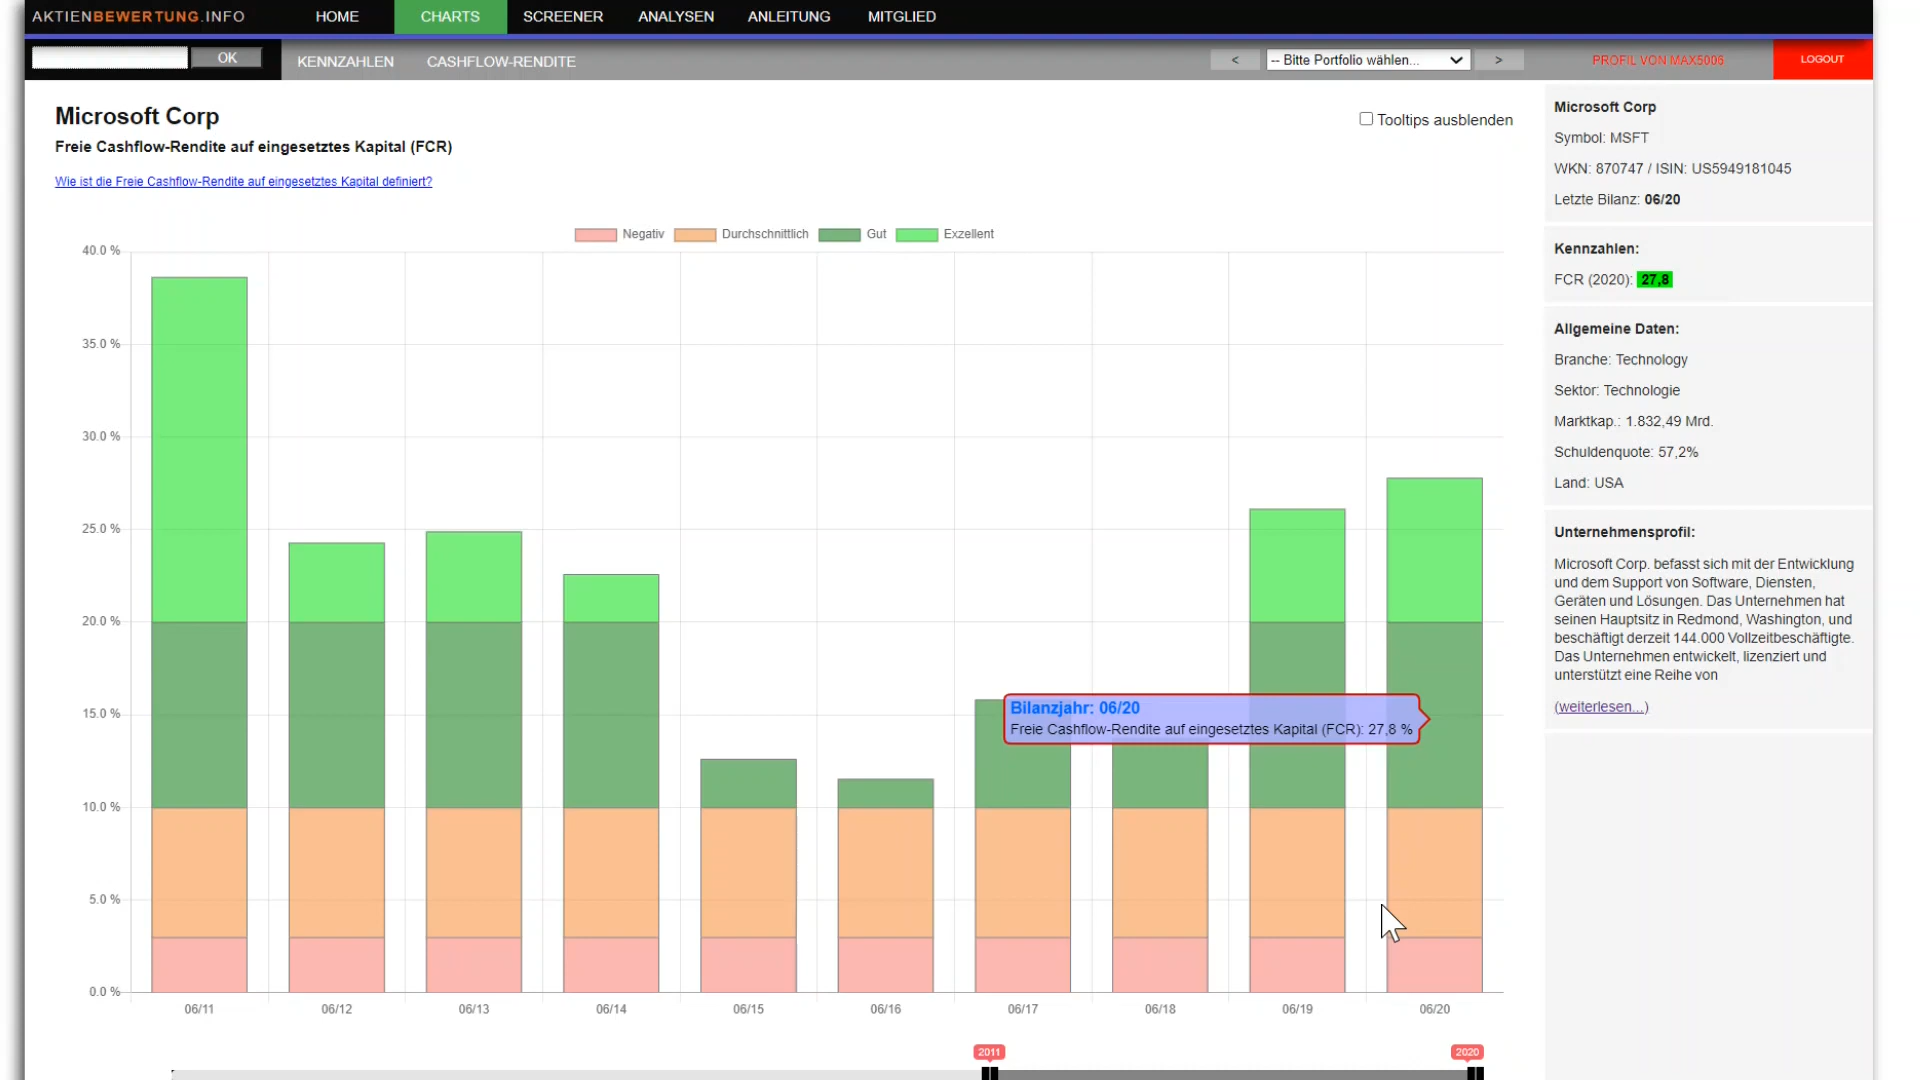 AKTIENBEWERTUNG.INFO HOME CHARTS SCREENER ANALYSEN ANLEITUNG MITGLIED
OK KENNZAHLEN CASHFLOW-RENDITE < -- Bitte Portfolio wählen... > PROFIL VON MAX5006 LOGOUT
Microsoft Corp
Freie Cashflow-Rendite auf eingesetztes Kapital (FCR)
Wie ist die Freie Cashflow-Rendite auf eingesetztes Kapital definiert?
Tooltips ausblenden
Negativ Durchschnittlich Gut Exzellent
40.0 %
35.0 %
30.0 %
25.0 %
20.0 %
15.0 %
10.0 %
5.0 %
0.0 %
Bilanzjahr: 06/20
Freie Cashflow-Rendite auf eingesetztes Kapital (FCR): 27,8 %
06/11 06/12 06/13 06/14 06/15 06/16 06/17 06/18 06/19 06/20
2011 2020
Microsoft Corp
Symbol: MSFT
WKN: 870747 / ISIN: US5949181045
Letzte Bilanz: 06/20
Kennzahlen:
FCR (2020): 27,8
Allgemeine Daten:
Branche: Technology
Sektor: Technologie
Marktkap.: 1.832,49 Mrd.
Schuldenquote: 57,2%
Land: USA
Unternehmensprofil:
Microsoft Corp. befasst sich mit der Entwicklung
und dem Support von Software, Diensten,
Geräten und Lösungen. Das Unternehmen hat
seinen Hauptsitz in Redmond, Washington, und
beschäftigt derzeit 144.000 Vollzeitbeschäftigte.
Das Unternehmen entwickelt, lizenziert und
unterstützt eine Reihe von
(weiterlesen...)